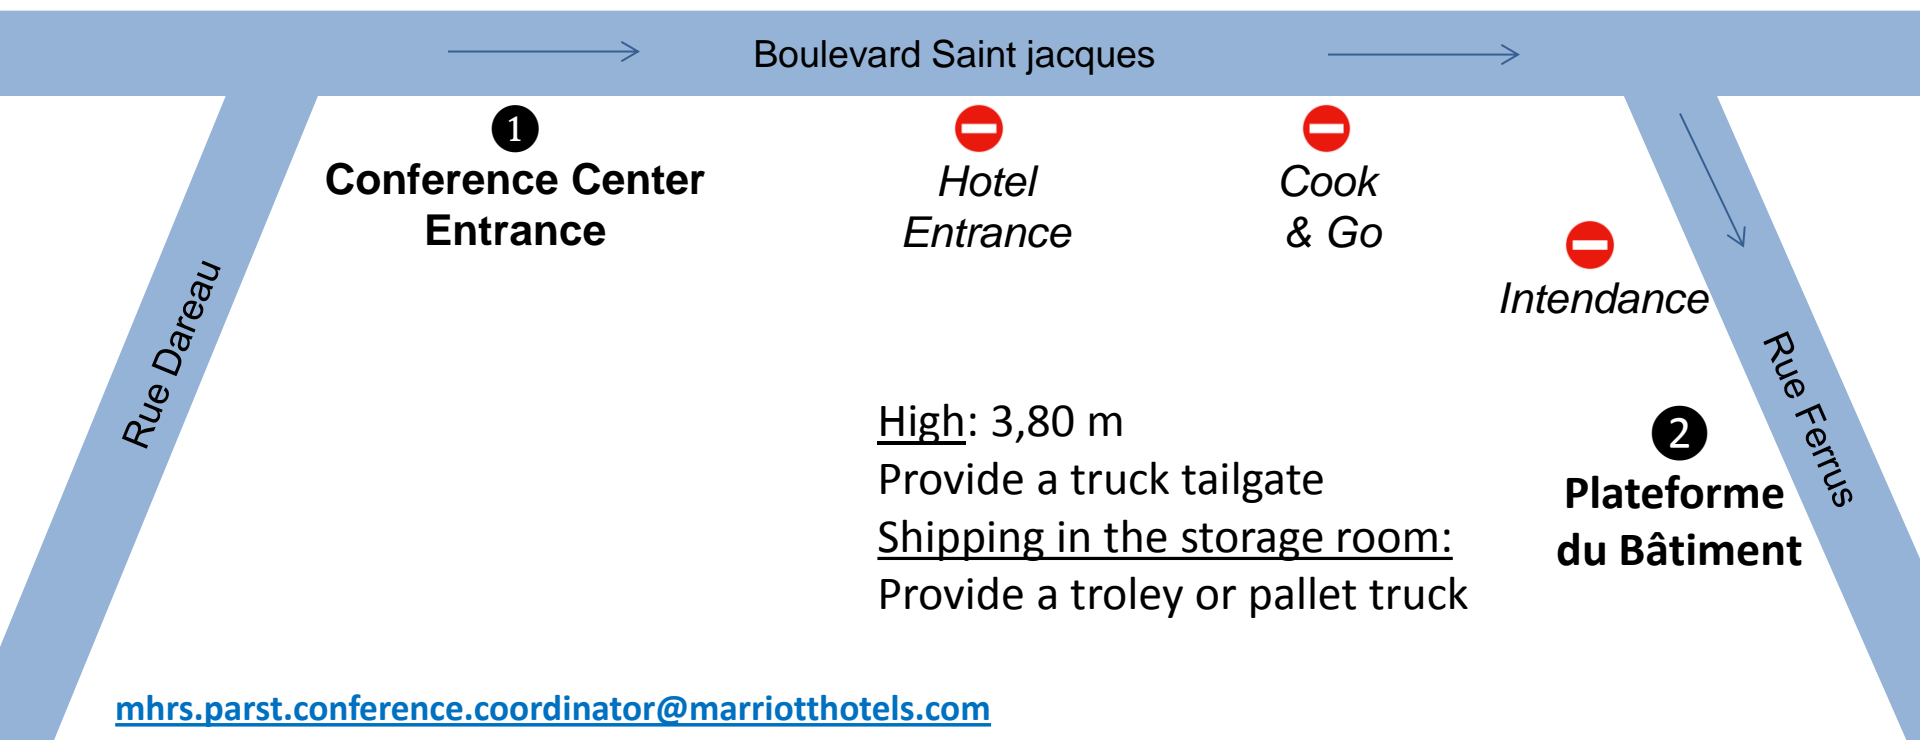 Boulevard Saint jacques
❶
Conference Center
Entrance
Hotel
Entrance
Cook
& Go
Intendance
Rue Dareau
Rue Ferrus
High: 3,80 m
Provide a truck tailgate
Shipping in the storage room:
Provide a troley or pallet truck
❷
Plateforme
du Bâtiment
mhrs.parst.conference.coordinator@marriotthotels.com